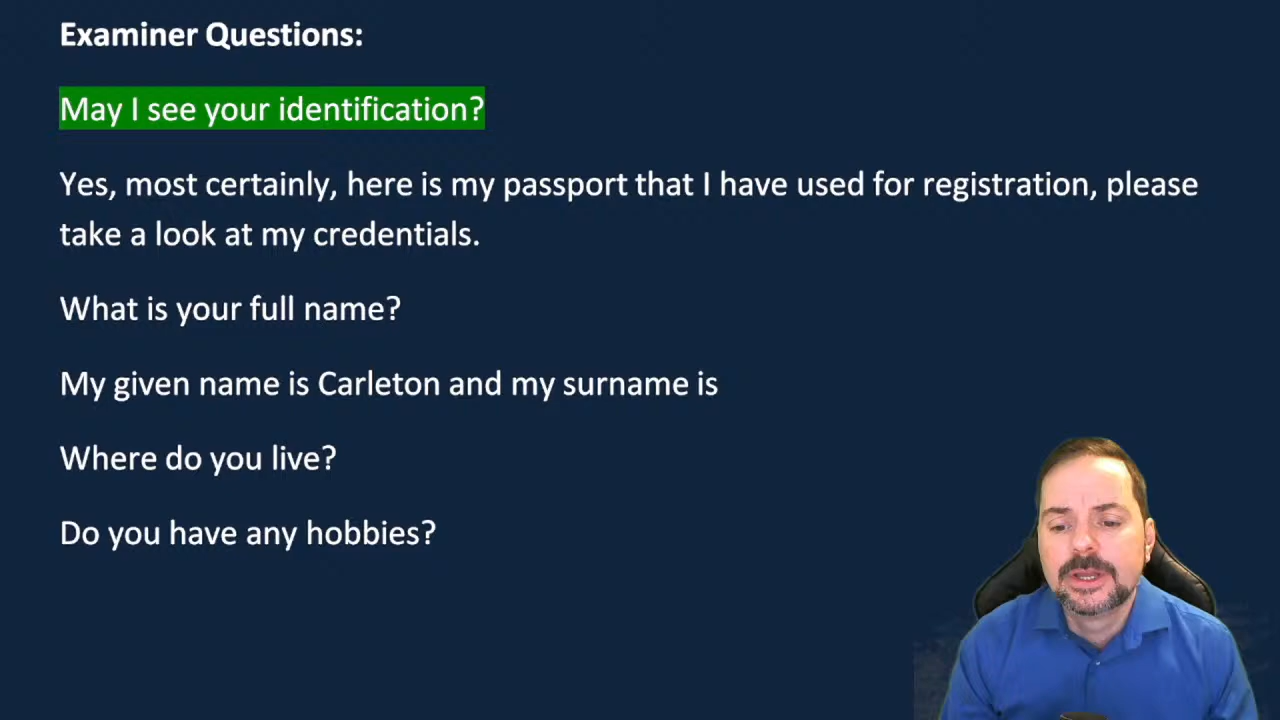 Examiner Questions:
May I see your identification?
Yes, most certainly, here is my passport that I have used for registration, please
take a look at my credentials.
What is your full name?
My given name is Carleton and my surname is
Where do you live?
Do you have any hobbies?